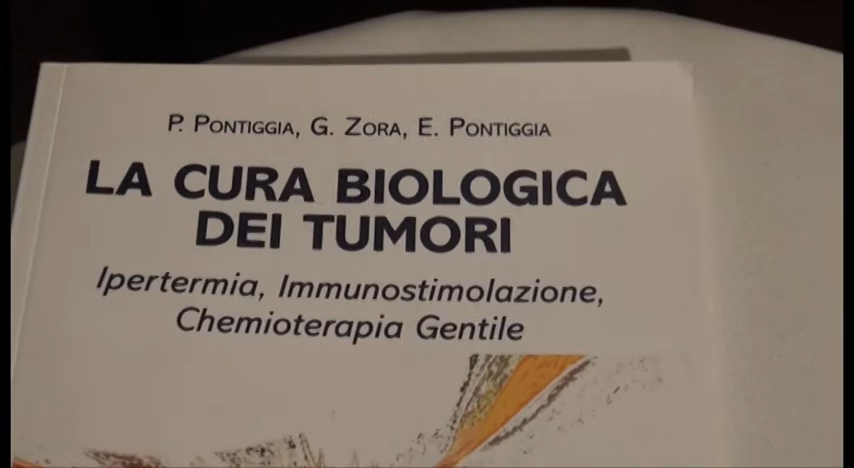 P. PONTIGGIA, G. ZORA, E. PONTIGGIA
LA CURA BIOLOGICA
DEI TUMORI
Ipertermia, Immunostimolazione,
Chemioterapia Gentile